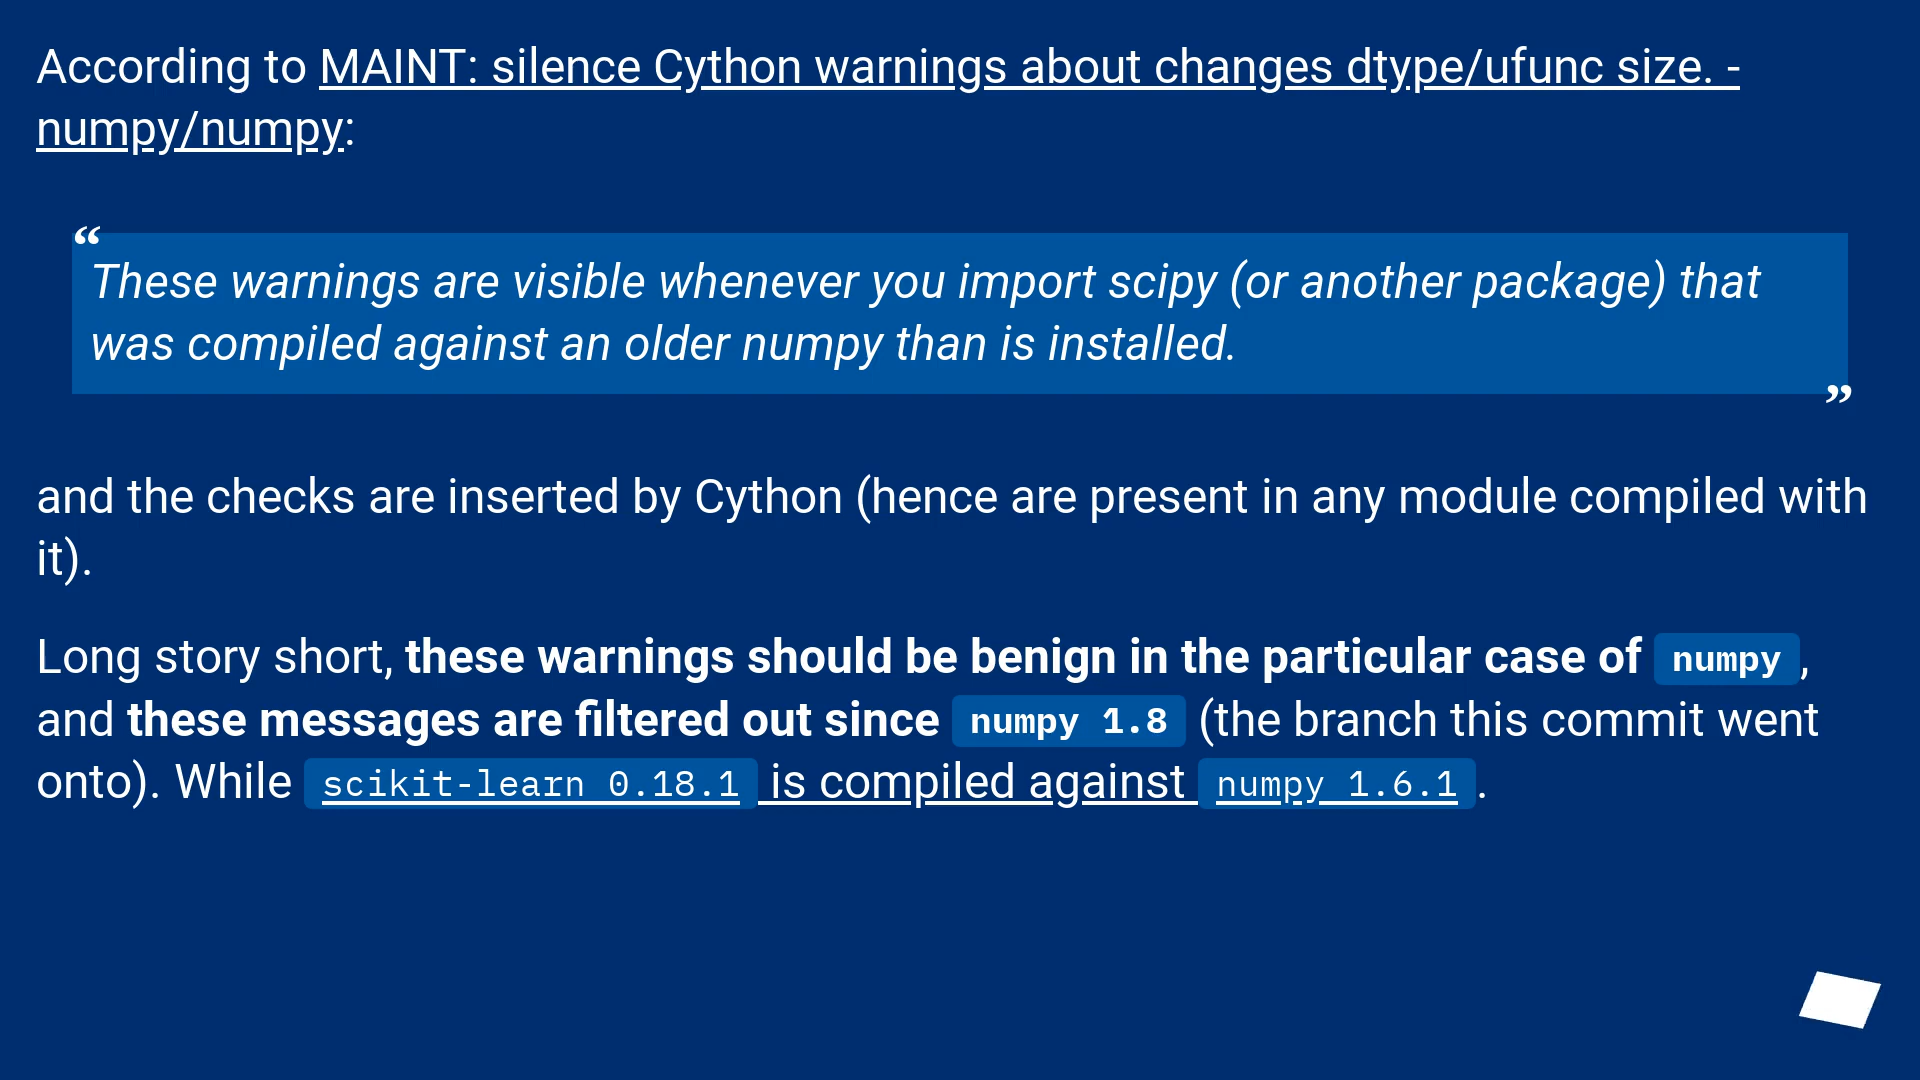 According to MAINT: silence Cython warnings about changes dtype/ufunc size. -
numpy/numpy:
“
These warnings are visible whenever you import scipy (or another package) that
was compiled against an older numpy than is installed.
”
and the checks are inserted by Cython (hence are present in any module compiled with
it).
Long story short, these warnings should be benign in the particular case of numpy,
and these messages are filtered out since numpy 1.8 (the branch this commit went
onto). While scikit-learn 0.18.1 is compiled against numpy 1.6.1.